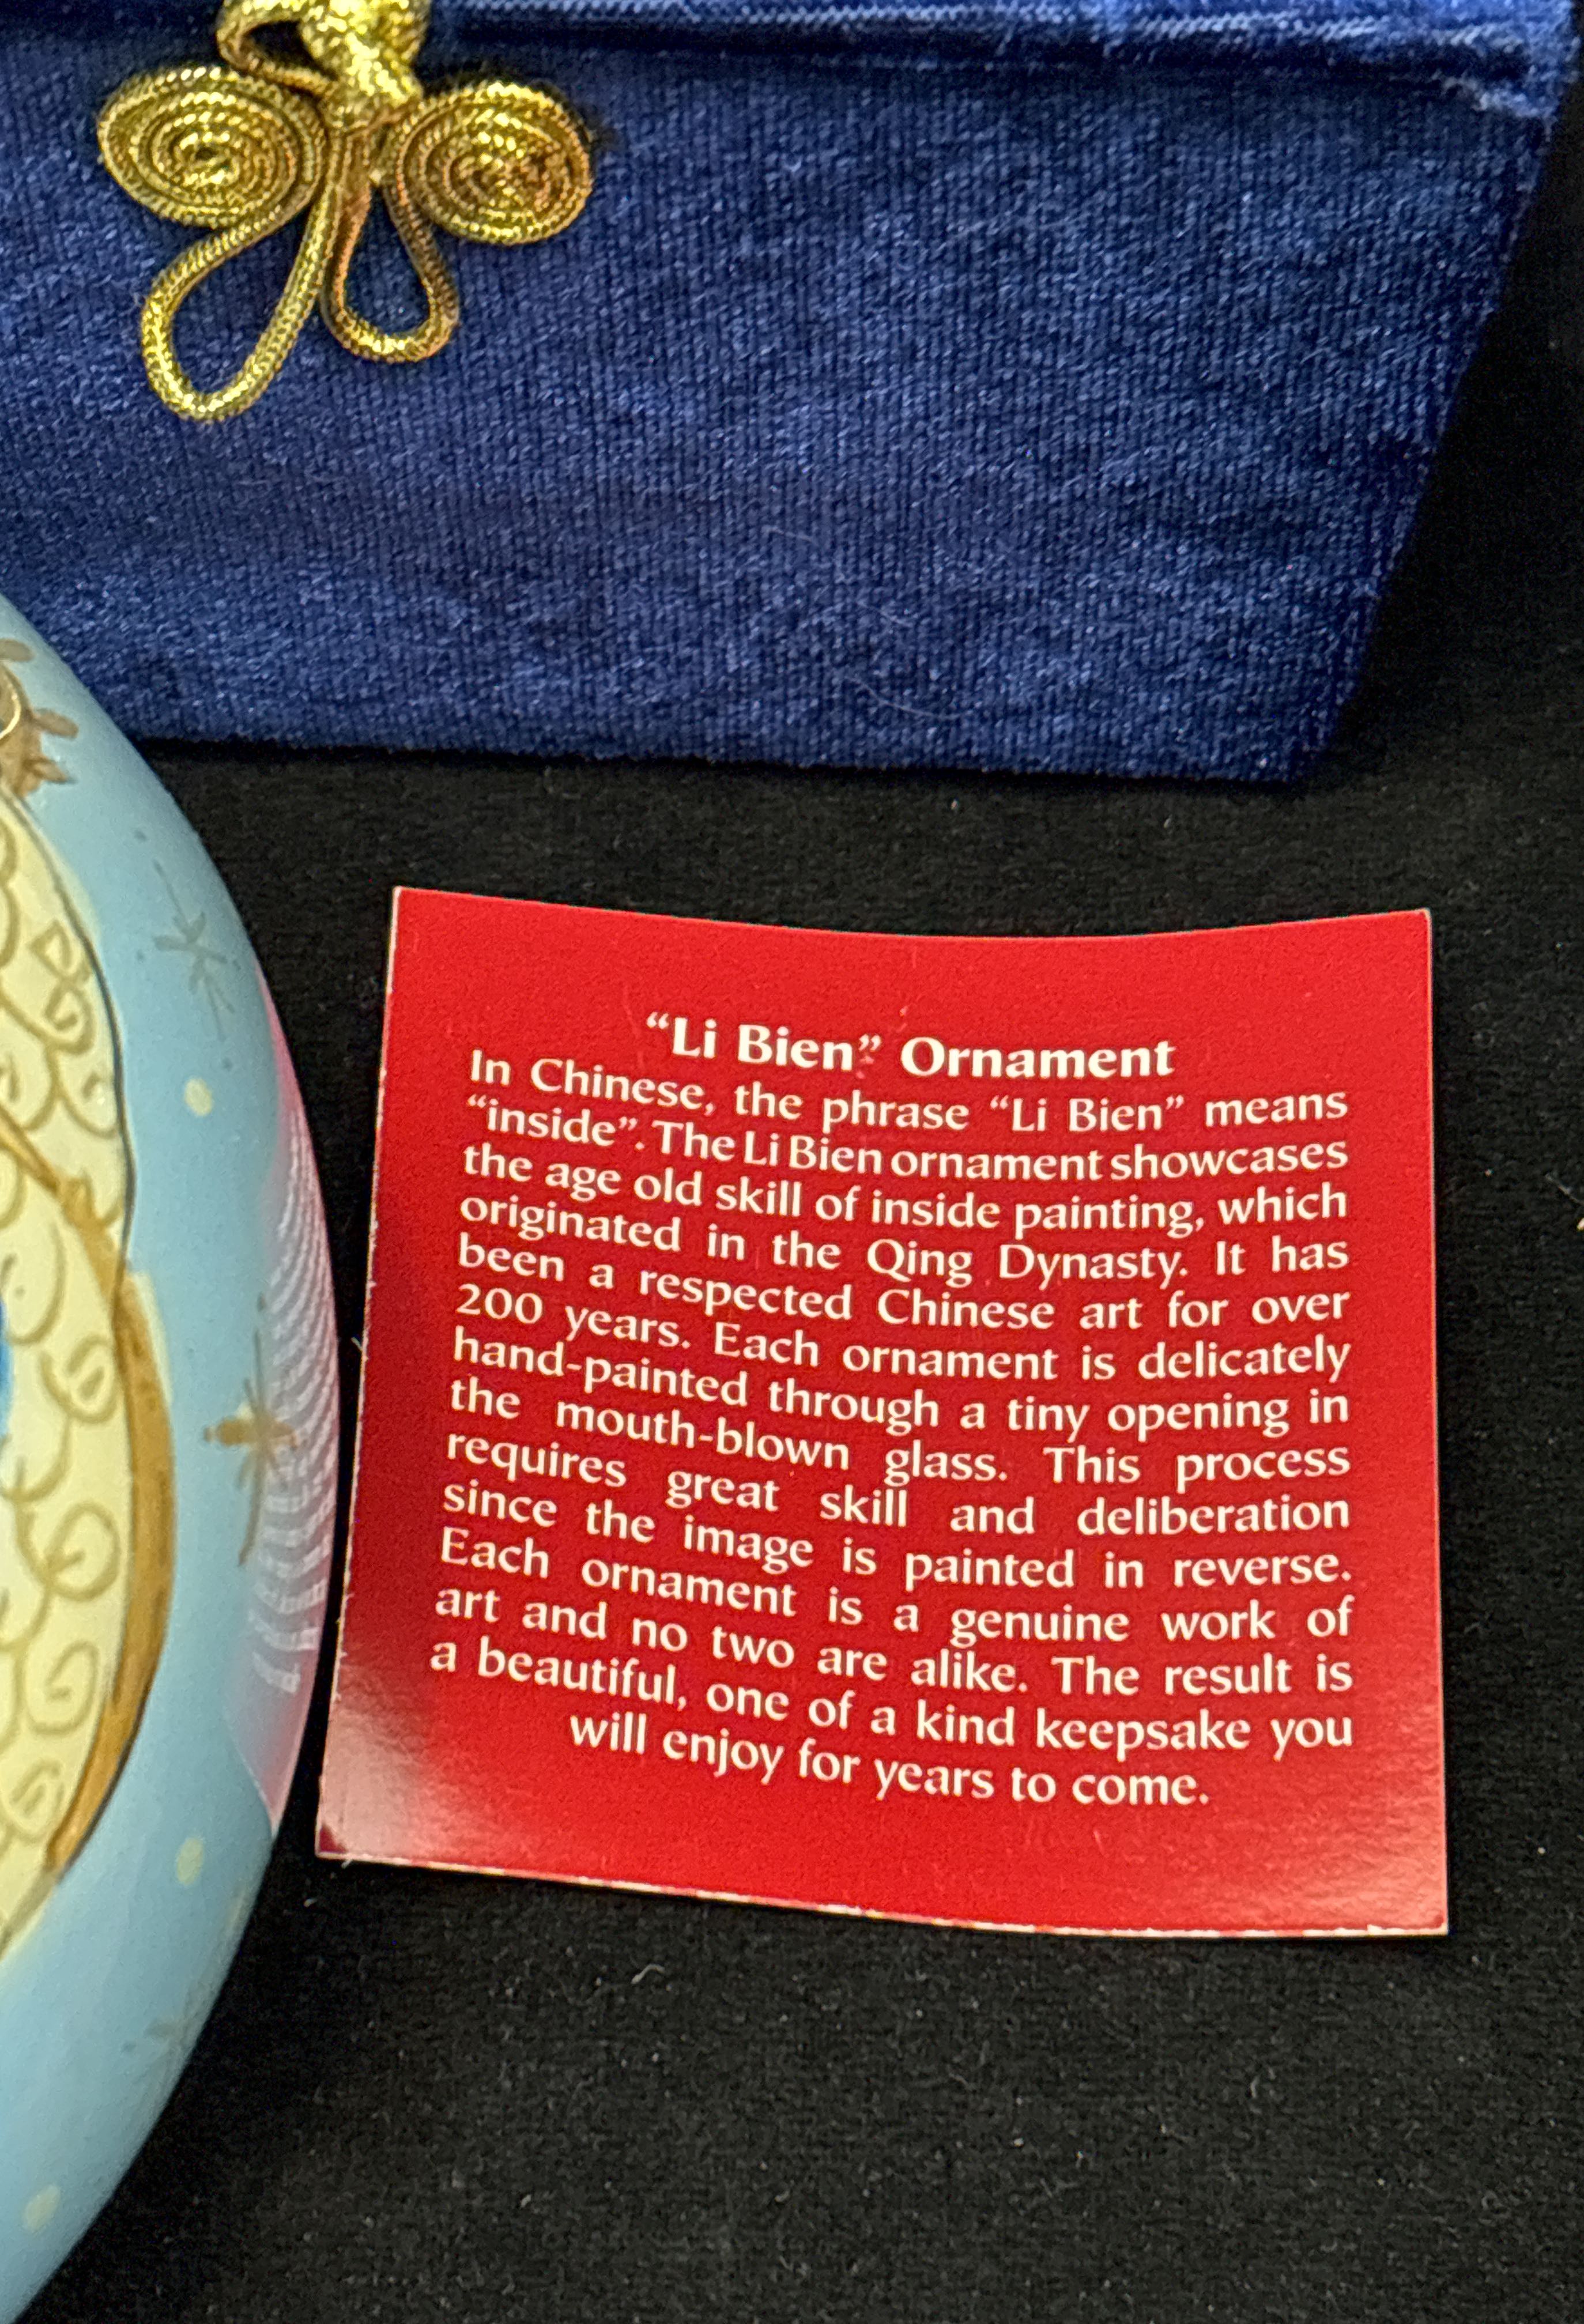 “Li Bien” Ornament
In Chinese, the phrase “Li Bien” means
“inside”. The Li Bien ornament showcases
the age old skill of inside painting, which
originated in the Qing Dynasty. It has
been a respected Chinese art for over
200 years. Each ornament is delicately
hand-painted through a tiny opening in
the mouth-blown glass. This process
requires great skill and deliberation
since the image is painted in reverse.
Each ornament is a genuine work of
art and no two are alike. The result is
a beautiful, one of a kind keepsake you
will enjoy for years to come.